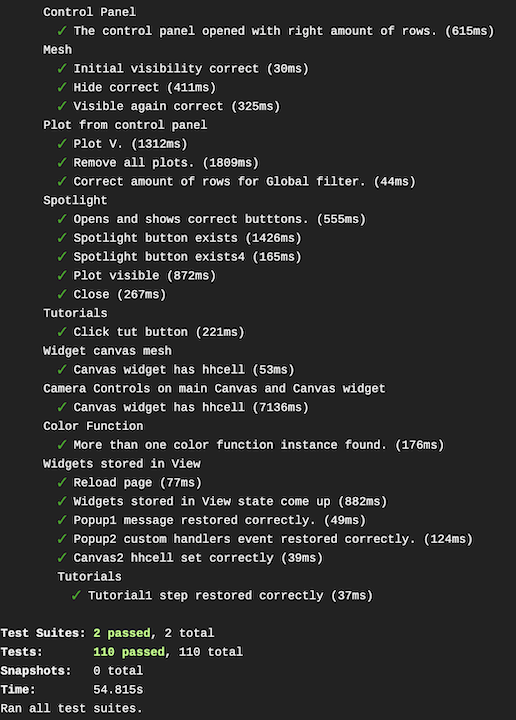 Control Panel
✓ The control panel opened with right amount of rows. (615ms)
Mesh
✓ Initial visibility correct (30ms)
✓ Hide correct (411ms)
✓ Visible again correct (325ms)
Plot from control panel
✓ Plot V. (1312ms)
✓ Remove all plots. (1809ms)
✓ Correct amount of rows for Global filter. (44ms)
Spotlight
✓ Opens and shows correct butttons. (555ms)
✓ Spotlight button exists (1426ms)
✓ Spotlight button exists4 (165ms)
✓ Plot visible (872ms)
✓ Close (267ms)
Tutorials
✓ Click tut button (221ms)
Widget canvas mesh
✓ Canvas widget has hhcell (53ms)
Camera Controls on main Canvas and Canvas widget
✓ Canvas widget has hhcell (7136ms)
Color Function
✓ More than one color function instance found. (176ms)
Widgets stored in View
✓ Reload page (77ms)
✓ Widgets stored in View state come up (882ms)
✓ Popup1 message restored correctly. (49ms)
✓ Popup2 custom handlers event restored correctly. (124ms)
✓ Canvas2 hhcell set correctly (39ms)
Tutorials
✓ Tutorial1 step restored correctly (37ms)
Test Suites: 2 passed, 2 total
Tests: 110 passed, 110 total
Snapshots: 0 total
Time: 54.815s
Ran all test suites.